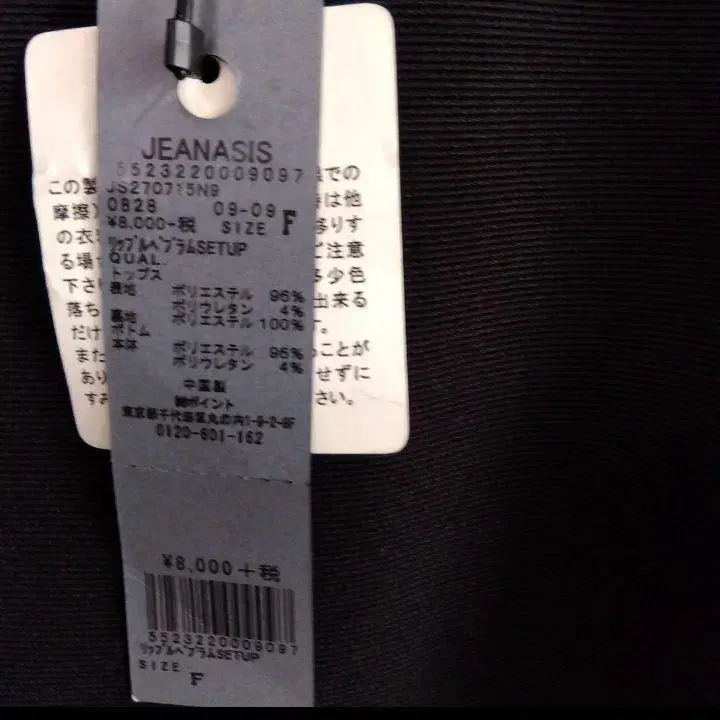 JEANASIS
5523220009097
JS270715N9
0828 09-09
¥8,000+税 SIZE F
リップルペプラムSETUP
QUAL.
トップス
表地 ポリエステル 96%
ポリウレタン 4%
裏地 ポリエステル 100%
ボトム
本体 ポリエステル 96%
ポリウレタン 4%
中国製
㈱ポイント
東京都千代田区丸の内1-9-2-8F
0120-601-162
¥8,000+税
5523220009097
リップルペプラムSETUP
SIZE
F
この製 での
摩擦 は他
の衣 移りす
る場 ご注意
下さ 多少色
落ち 出来る
だけ す。
また ことが
あり せずに
すみ さい。